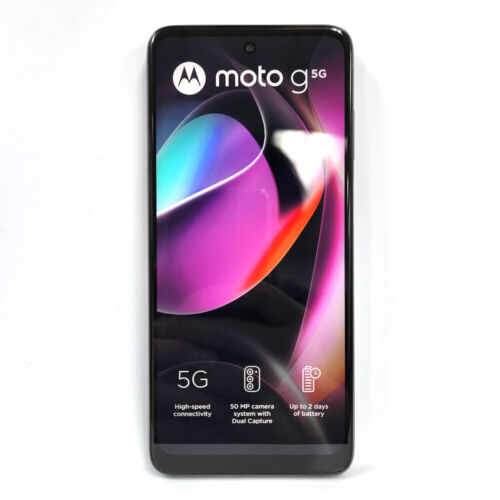 moto g 5G
5G
High-speed
connectivity
50 MP camera
system with
Dual Capture
Up to 2 days
of battery